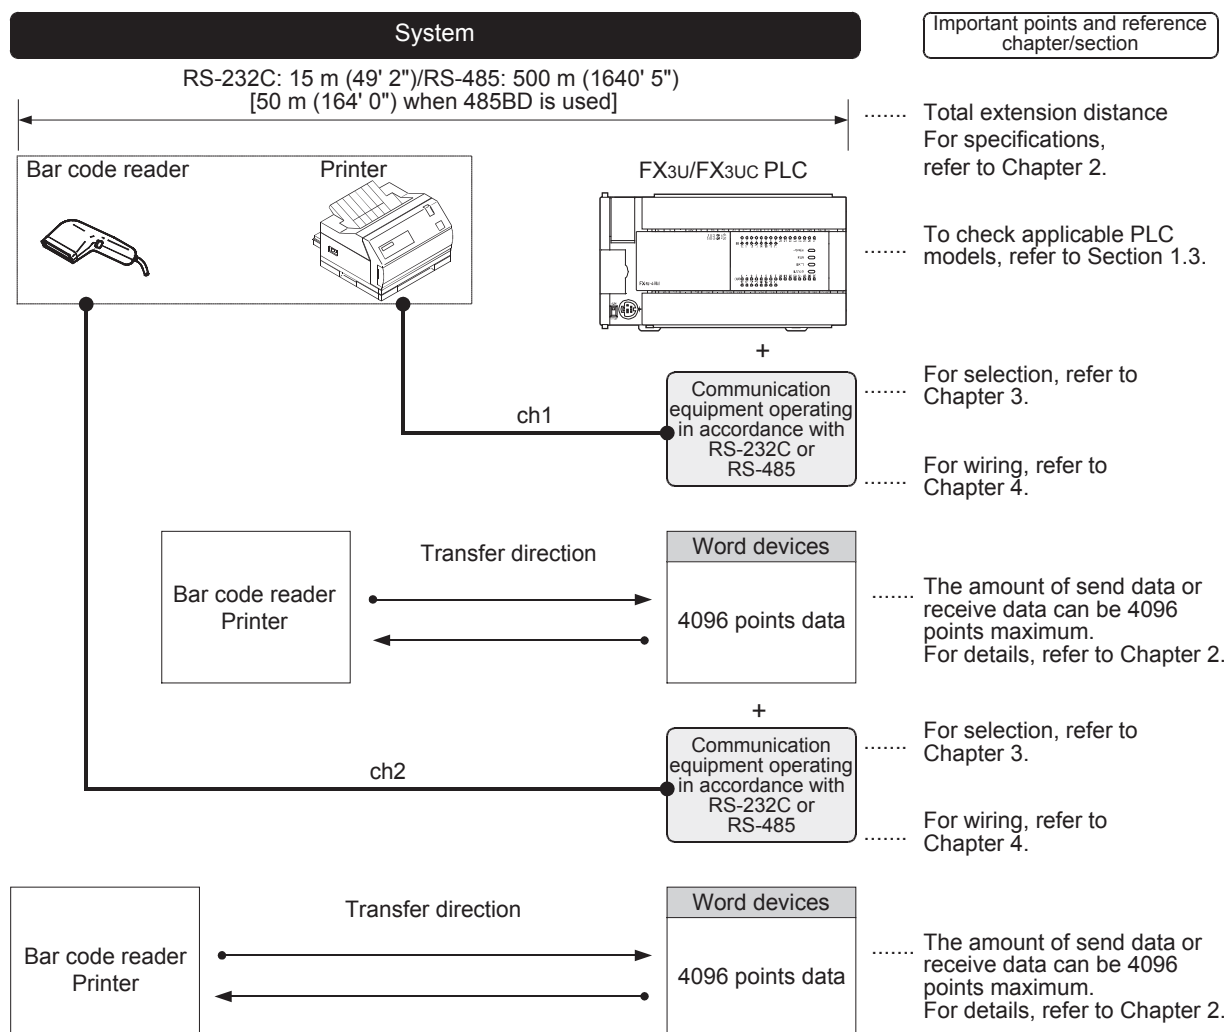 System
Important points and reference
chapter/section
RS-232C: 15 m (49' 2")/RS-485: 500 m (1640' 5")
[50 m (164' 0") when 485BD is used]
Total extension distance
For specifications,
refer to Chapter 2.
Bar code reader
Printer
FX3U/FX3UC PLC
To check applicable PLC
models, refer to Section 1.3.
+
Communication
equipment operating
in accordance with
RS-232C or
RS-485
ch1
For selection, refer to
Chapter 3.
For wiring, refer to
Chapter 4.
Bar code reader
Printer
Transfer direction
Word devices
4096 points data
The amount of send data or
receive data can be 4096
points maximum.
For details, refer to Chapter 2.
+
Communication
equipment operating
in accordance with
RS-232C or
RS-485
ch2
For selection, refer to
Chapter 3.
For wiring, refer to
Chapter 4.
Bar code reader
Printer
Transfer direction
Word devices
4096 points data
The amount of send data or
receive data can be 4096
points maximum.
For details, refer to Chapter 2.